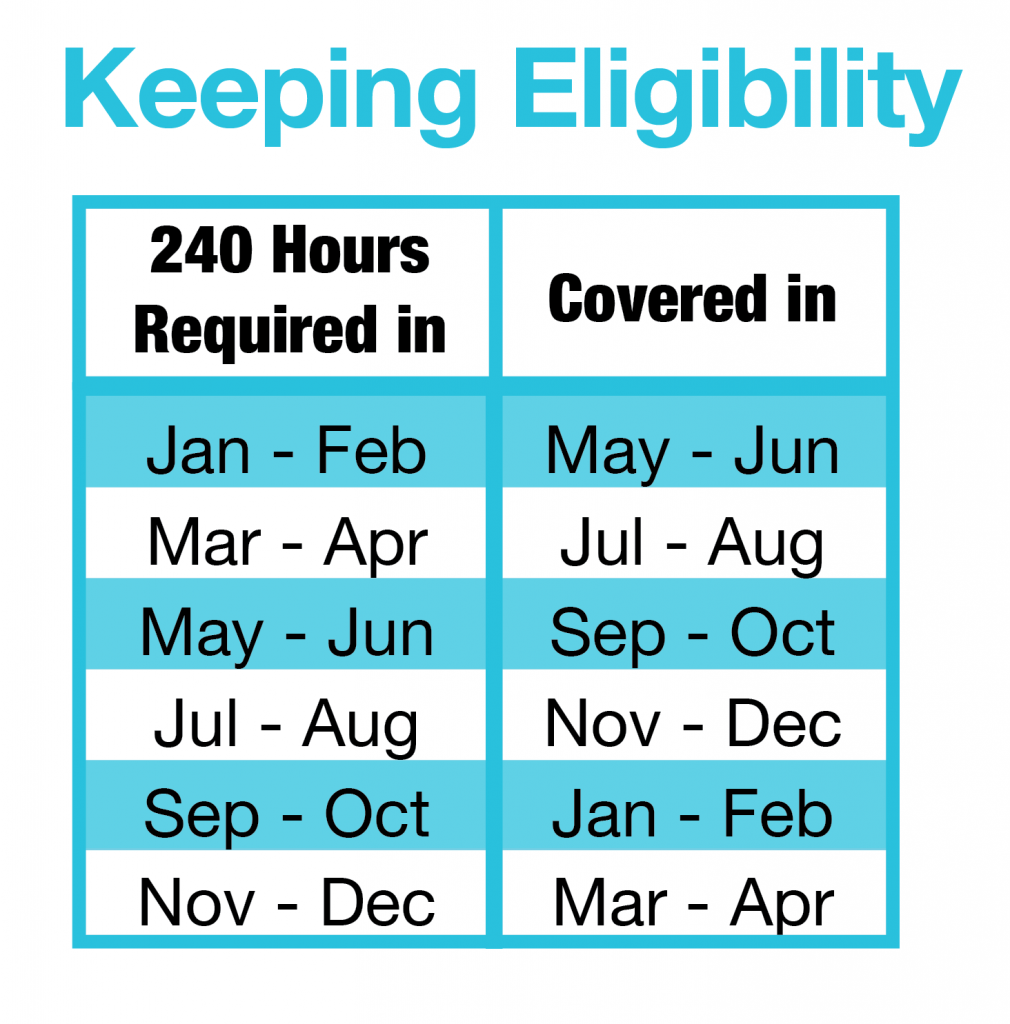 Keeping Eligibility
240 Hours
Required in
Covered in
Jan - Feb
May - Jun
Mar - Apr
Jul - Aug
May - Jun
Sep - Oct
Jul - Aug
Nov - Dec
Sep - Oct
Jan - Feb
Nov - Dec
Mar - Apr